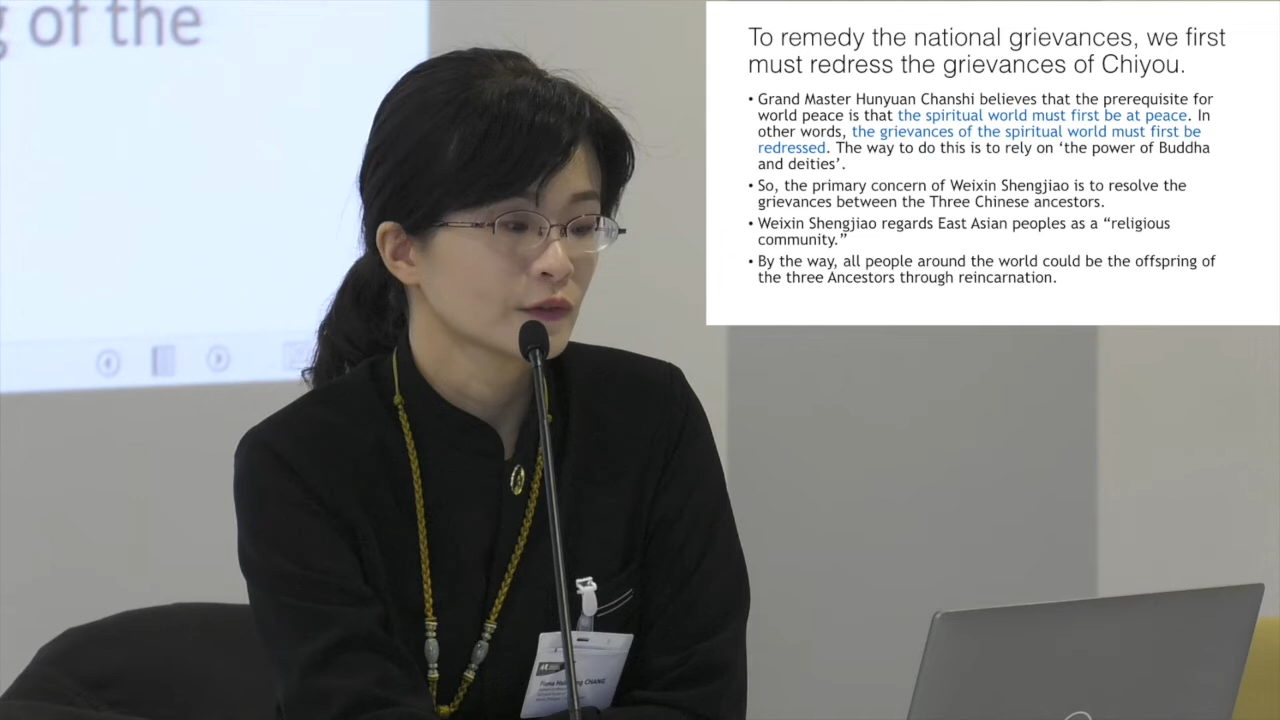 of the
To remedy the national grievances, we first
must redress the grievances of Chiyou.
• Grand Master Hunyuan Chanshi believes that the prerequisite for
world peace is that the spiritual world must first be at peace. In
other words, the grievances of the spiritual world must first be
redressed. The way to do this is to rely on ‘the power of Buddha
and deities’.
• So, the primary concern of Weixin Shengjiao is to resolve the
grievances between the Three Chinese ancestors.
• Weixin Shengjiao regards East Asian peoples as a “religious
community.”
• By the way, all people around the world could be the offspring of
the three Ancestors through reincarnation.
CHANG